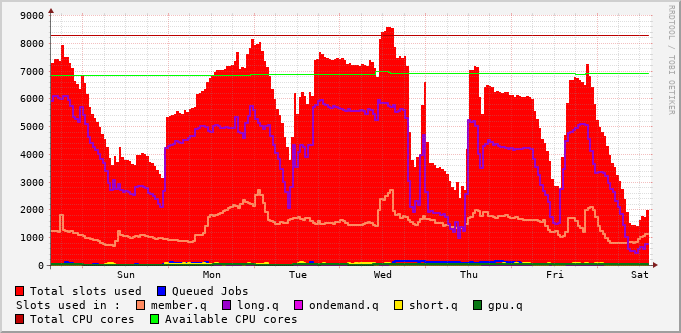 RRDTOOL / TOBI OETIKER
9000
8000
7000
6000
5000
4000
3000
2000
1000
0
Sun Mon Tue Wed Thu Fri Sat
Total slots used Queued Jobs
Slots used in : member.q long.q ondemand.q short.q gpu.q
Total CPU cores Available CPU cores